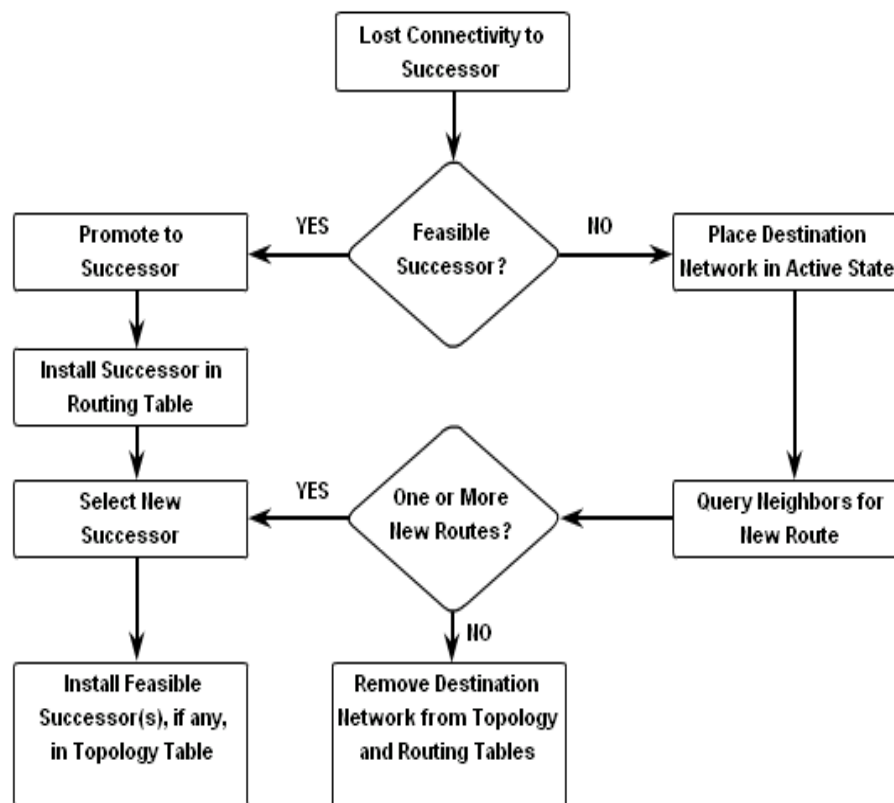 Lost Connectivity to
Successor
YES
Feasible
Successor?
NO
Promote to
Successor
Place Destination
Network in Active State
Install Successor in
Routing Table
Select New
Successor
YES
One or More
New Routes?
Query Neighbors for
New Route
NO
Install Feasible
Successor(s), if any,
in Topology Table
Remove Destination
Network from Topology
and Routing Tables